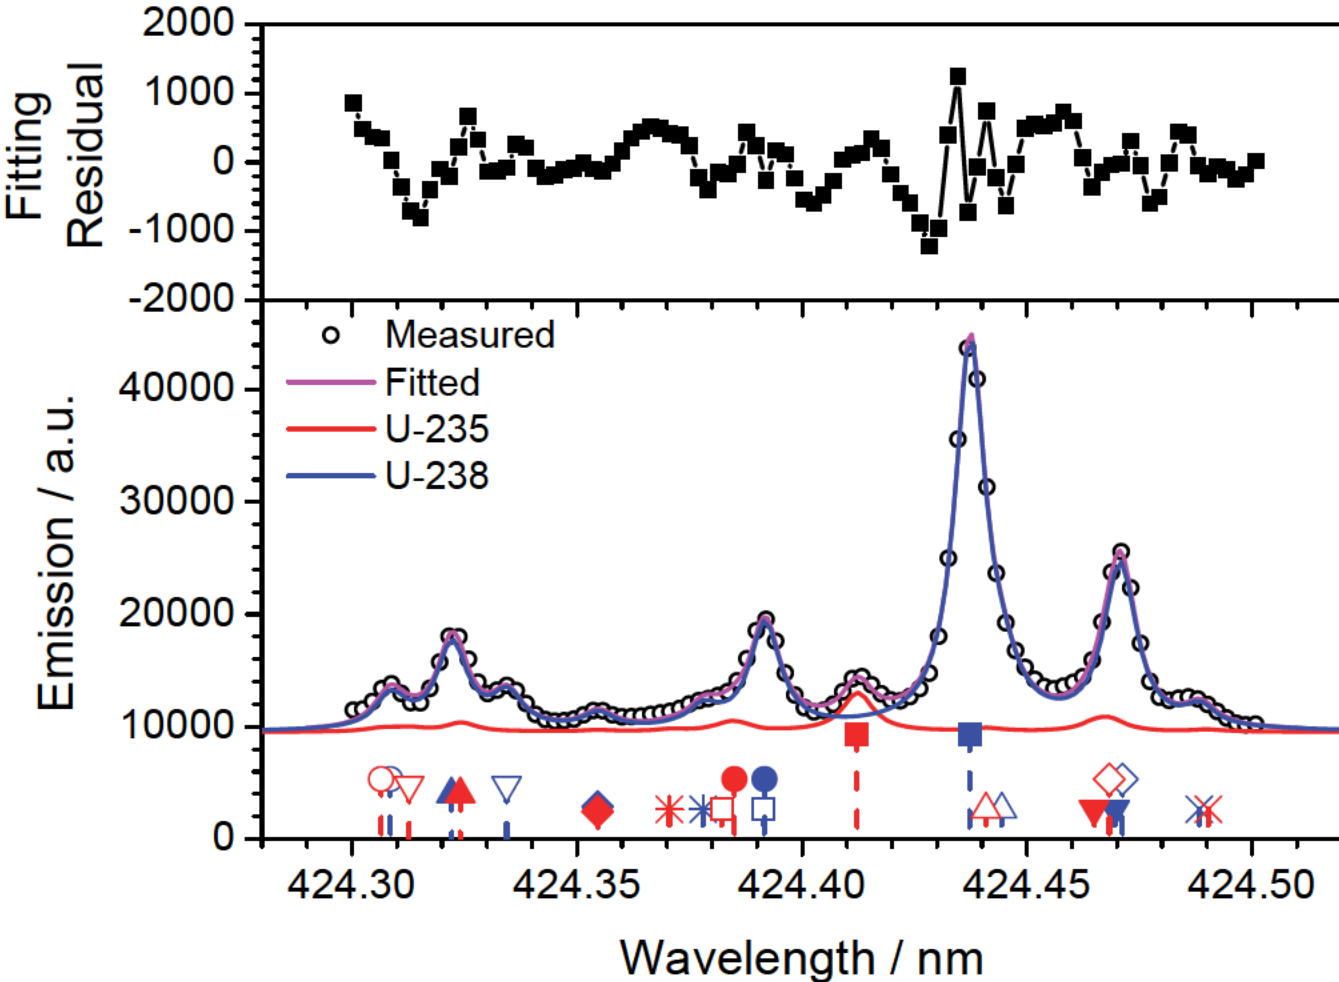 2000
1000
0
-1000
-2000
Fitting
Residual
Measured
Fitted
U-235
U-238
40000
30000
20000
10000
0
Emission / a.u.
424.30
424.35
424.40
424.45
424.50
Wavelength / nm